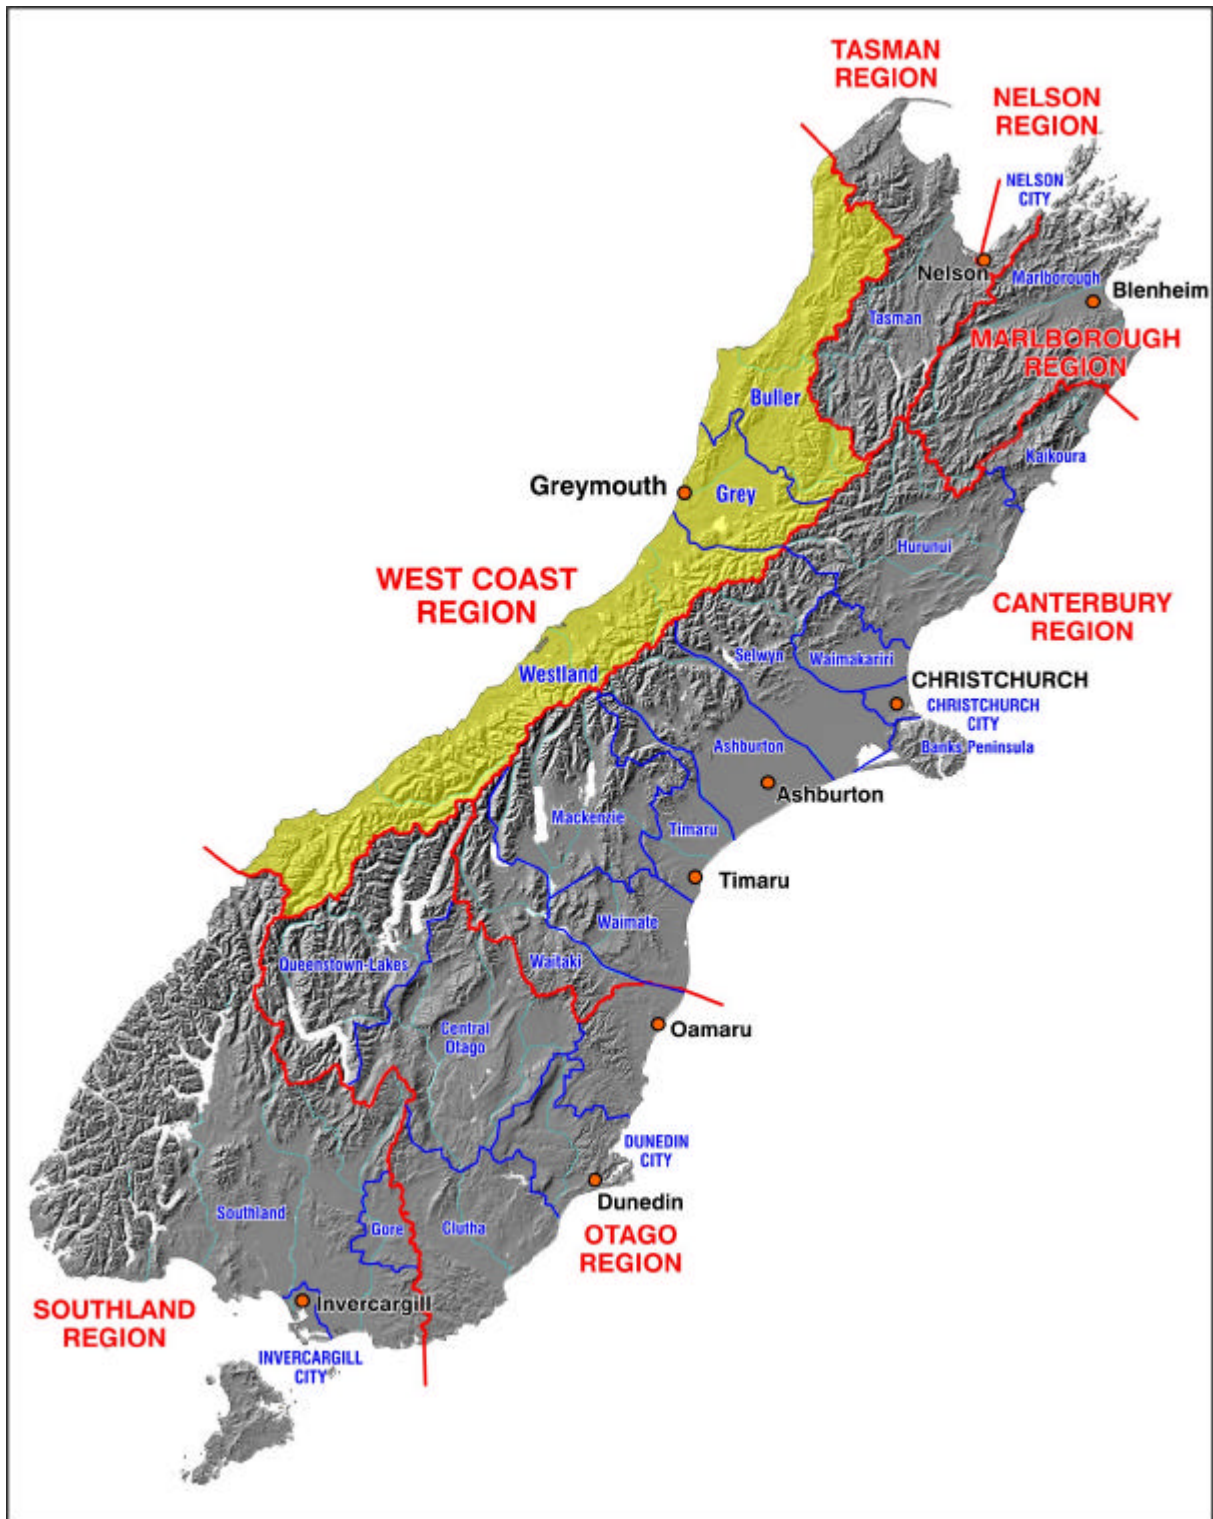 TASMAN
REGION
NELSON
REGION
NELSON
CITY
Nelson
Marlborough
Blenheim
Tasman
MARLBOROUGH
REGION
Buller
Kaikoura
Greymouth
Grey
Hurunui
WEST COAST
REGION
CANTERBURY
REGION
Selwyn
Waimakariri
Westland
CHRISTCHURCH
CHRISTCHURCH
CITY
Ashburton
Banks Peninsula
Ashburton
Mackenzie
Timaru
Timaru
Waimate
Queenstown-Lakes
Waitaki
Central
Otago
Oamaru
DUNEDIN
CITY
Dunedin
Southland
Gore
Clutha
OTAGO
REGION
SOUTHLAND
REGION
Invercargill
INVERCARGILL
CITY